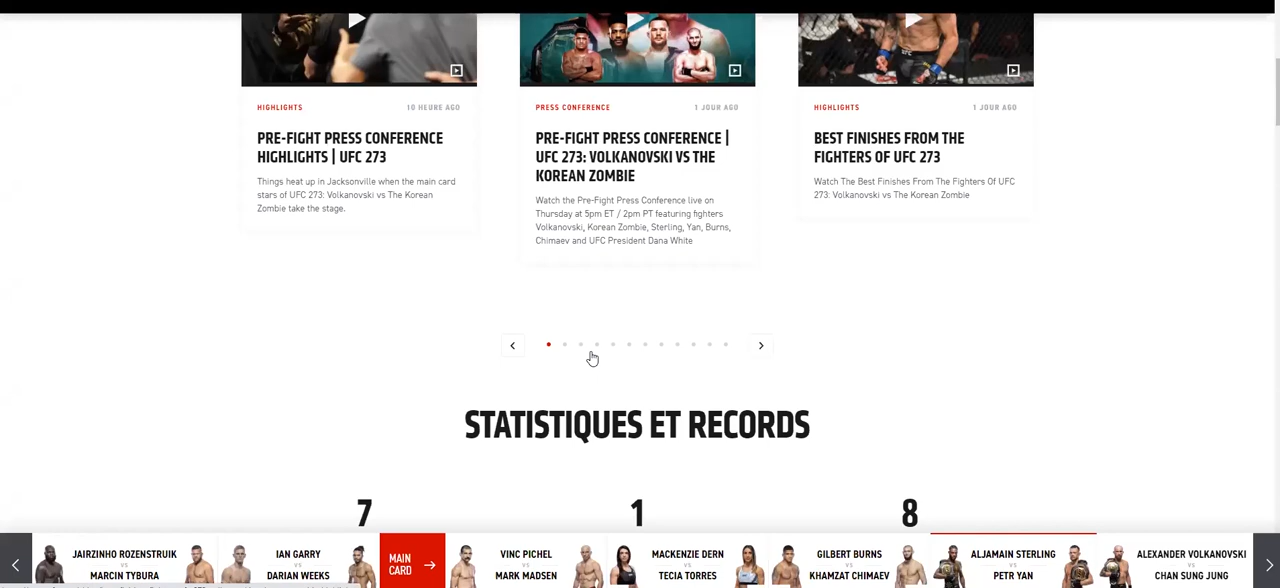 HIGHLIGHTS
10 HEURE AGO
PRE-FIGHT PRESS CONFERENCE
HIGHLIGHTS | UFC 273
Things heat up in Jacksonville when the main card
stars of UFC 273: Volkanovski vs The Korean
Zombie take the stage.
PRESS CONFERENCE
1 JOUR AGO
PRE-FIGHT PRESS CONFERENCE |
UFC 273: VOLKANOVSKI VS THE
KOREAN ZOMBIE
Watch the Pre-Fight Press Conference live on
Thursday at 5pm ET / 2pm PT featuring fighters
Volkanovski, Korean Zombie, Sterling, Yan, Burns,
Chimaev and UFC President Dana White
HIGHLIGHTS
1 JOUR AGO
BEST FINISHES FROM THE
FIGHTERS OF UFC 273
Watch The Best Finishes From The Fighters Of UFC
273: Volkanovski vs The Korean Zombie
STATISTIQUES ET RECORDS
7
1
8
JAIRZINHO ROZENSTRUIK
VS
MARCIN TYBURA
IAN GARRY
VS
DARIAN WEEKS
MAIN
CARD
VINC PICHEL
VS
MARK MADSEN
MACKENZIE DERN
VS
TECIA TORRES
GILBERT BURNS
VS
KHAMZAT CHIMAEV
ALJAMAIN STERLING
VS
PETR YAN
ALEXANDER VOLKANOVSKI
VS
CHAN SUNG JUNG